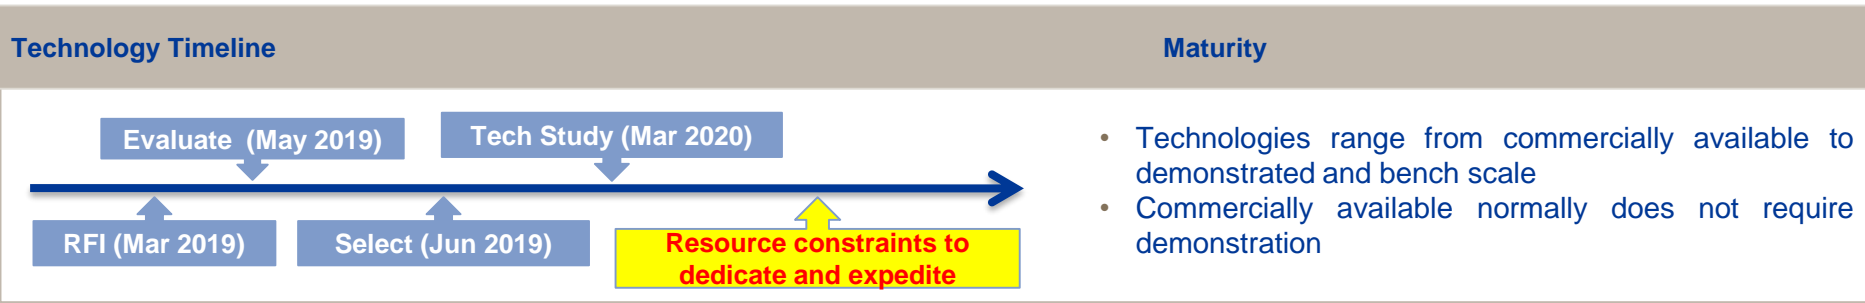 Technology Timeline
Maturity
Evaluate  (May 2019)
Tech Study (Mar 2020)
RFI (Mar 2019)
Select (Jun 2019)
Resource constraints to
dedicate and expedite
• Technologies range from commercially available to
demonstrated and bench scale
• Commercially available normally does not require
demonstration